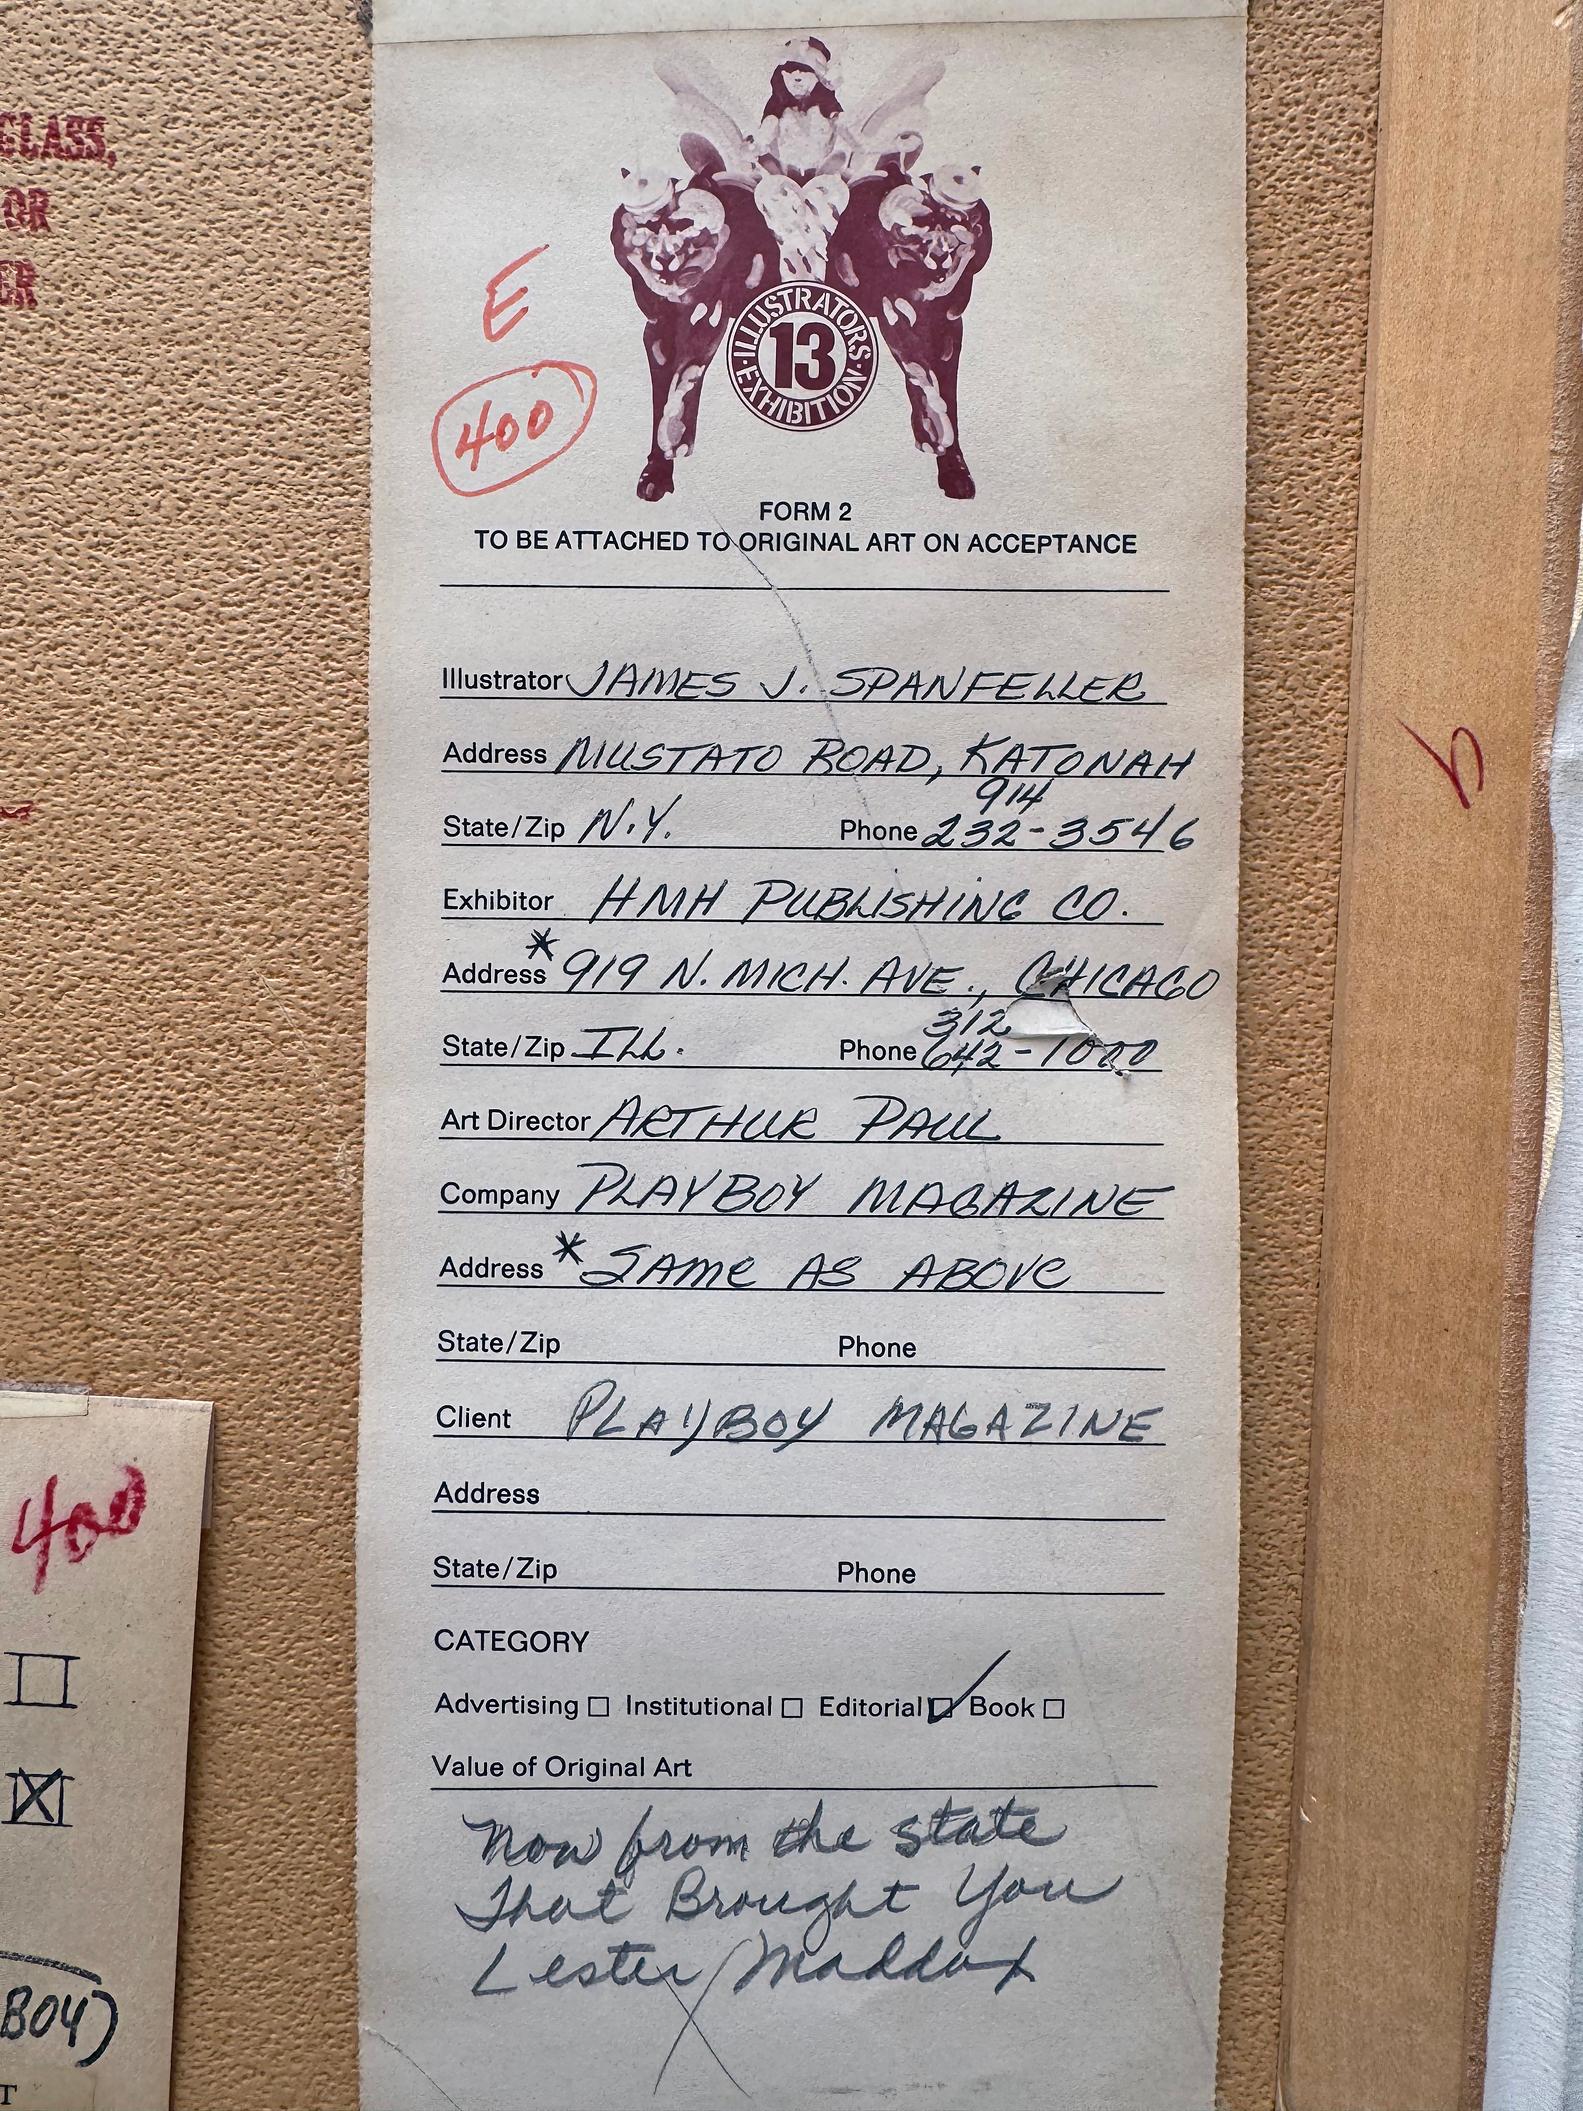 GLASS,
OR
ER
E
400
ILLUSTRATORS
13
EXHIBITION
FORM 2
TO BE ATTACHED TO ORIGINAL ART ON ACCEPTANCE
Illustrator JAMES J. SPANFELLER
Address MUSTATO ROAD, KATONAH
914
State/Zip N.Y. Phone 232-3546
Exhibitor HMH PUBLISHING CO.
Address * 919 N. MICH. AVE., CHICAGO
312
State/Zip ILL. Phone 642-1000
Art Director ARTHUR PAUL
Company PLAYBOY MAGAZINE
Address * SAME AS ABOVE
State/Zip Phone
Client PLAYBOY MAGAZINE
Address
State/Zip Phone
CATEGORY
Advertising ☐ Institutional ☐ Editorial ☑ Book ☐
Value of Original Art
Now from the state
That Brought You
Lester Maddox
400
BOY)
T